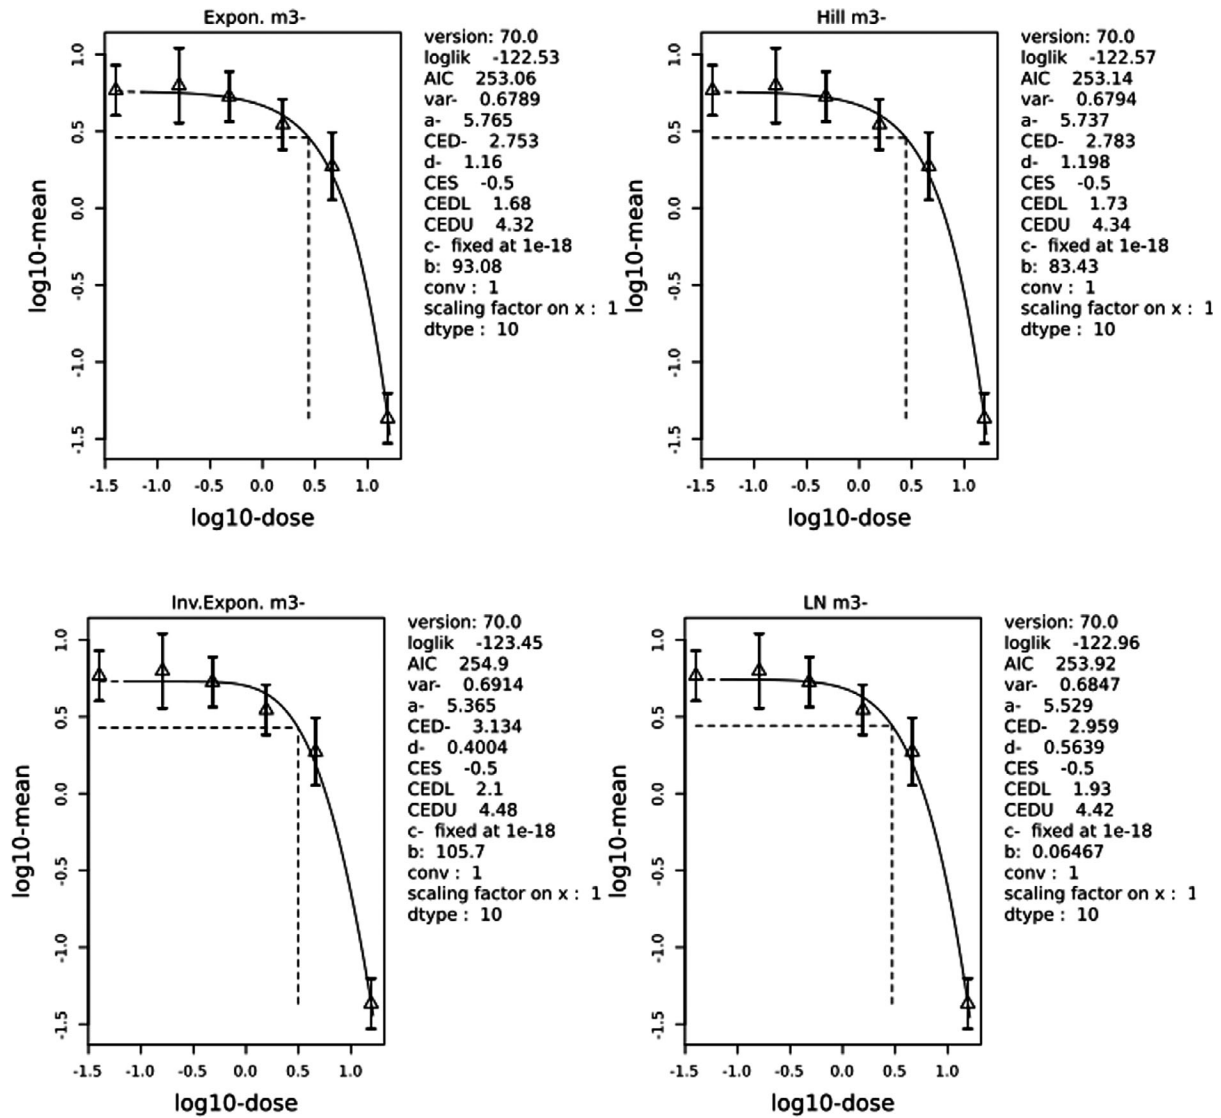 Expon. m3-
version: 70.0
loglik -122.53
AIC 253.06
var- 0.6789
a- 5.765
CED- 2.753
d- 1.16
CES -0.5
CEDL 1.68
CEDU 4.32
c- fixed at 1e-18
b: 93.08
conv : 1
scaling factor on x : 1
dtype : 10
log10-mean
1.0
0.5
0.0
-0.5
-1.0
-1.5
-1.5 -1.0 -0.5 0.0 0.5 1.0
log10-dose
Hill m3-
version: 70.0
loglik -122.57
AIC 253.14
var- 0.6794
a- 5.737
CED- 2.783
d- 1.198
CES -0.5
CEDL 1.73
CEDU 4.34
c- fixed at 1e-18
b: 83.43
conv : 1
scaling factor on x : 1
dtype : 10
log10-mean
1.0
0.5
0.0
-0.5
-1.0
-1.5
-1.5 -1.0 -0.5 0.0 0.5 1.0
log10-dose
Inv.Expon. m3-
version: 70.0
loglik -123.45
AIC 254.9
var- 0.6914
a- 5.365
CED- 3.134
d- 0.4004
CES -0.5
CEDL 2.1
CEDU 4.48
c- fixed at 1e-18
b: 105.7
conv : 1
scaling factor on x : 1
dtype : 10
log10-mean
1.0
0.5
0.0
-0.5
-1.0
-1.5
-1.5 -1.0 -0.5 0.0 0.5 1.0
log10-dose
LN m3-
version: 70.0
loglik -122.96
AIC 253.92
var- 0.6847
a- 5.529
CED- 2.959
d- 0.5639
CES -0.5
CEDL 1.93
CEDU 4.42
c- fixed at 1e-18
b: 0.06467
conv : 1
scaling factor on x : 1
dtype : 10
log10-mean
1.0
0.5
0.0
-0.5
-1.0
-1.5
-1.5 -1.0 -0.5 0.0 0.5 1.0
log10-dose